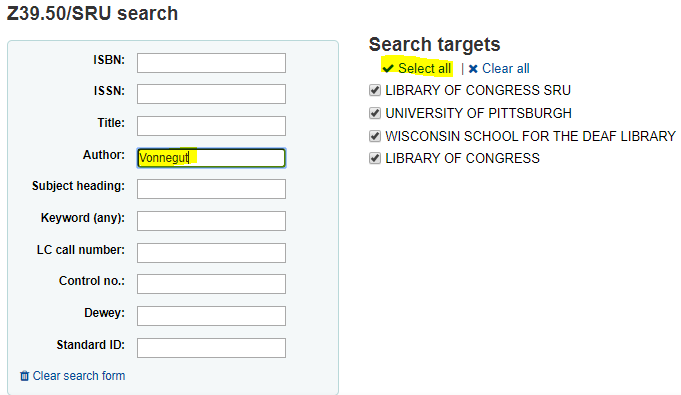 Z39.50/SRU search
ISBN:
ISSN:
Title:
Author: Vonnegut
Subject heading:
Keyword (any):
LC call number:
Control no.:
Dewey:
Standard ID:
Clear search form
Search targets
Select all | Clear all
LIBRARY OF CONGRESS SRU
UNIVERSITY OF PITTSBURGH
WISCONSIN SCHOOL FOR THE DEAF LIBRARY
LIBRARY OF CONGRESS